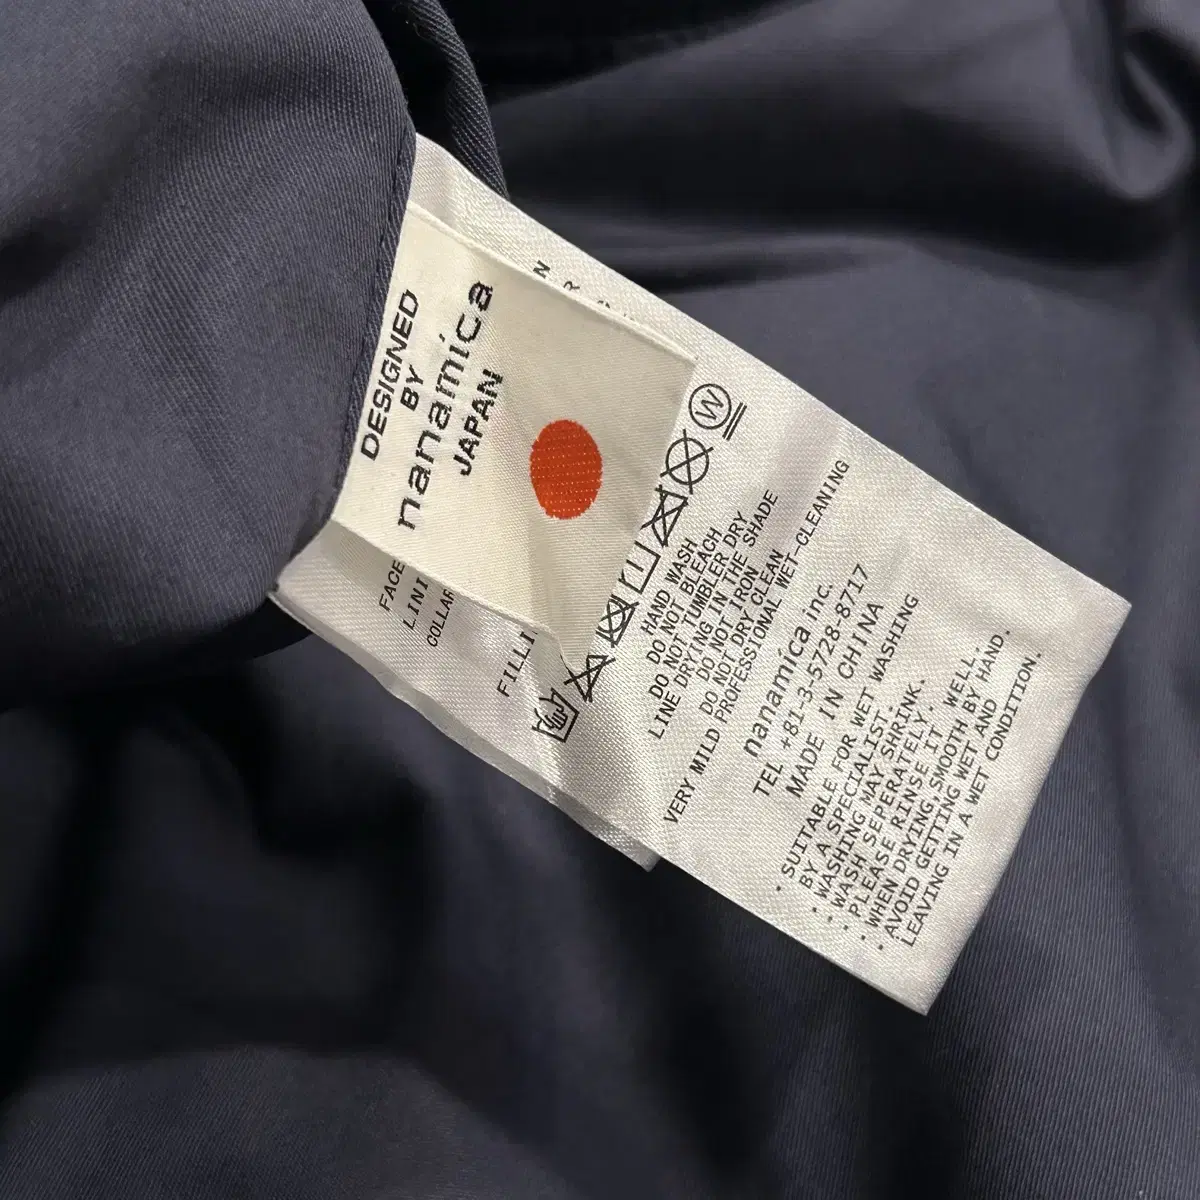 DESIGNED
BY
nanamica
JAPAN
FACE
LINI
COLLAR
FILLI
W
HAND WASH
DO NOT BLEACH
DO NOT TUMBLER DRY
LINE DRYING IN THE SHADE
DO NOT IRON
DO NOT DRY CLEAN
VERY MILD PROFESSIONAL WET-CLEANING
nanamica inc.
TEL +81-3-5728-8717
MADE IN CHINA
・SUITABLE FOR WET WASHING
BY A SPECIALIST.
・WASHING MAY SHRINK.
・WASH SEPERATELY.
・PLEASE RINSE IT WELL.
・WHEN DRYING,SMOOTH BY HAND.
・AVOID GETTING WET AND
LEAVING IN A WET CONDITION.